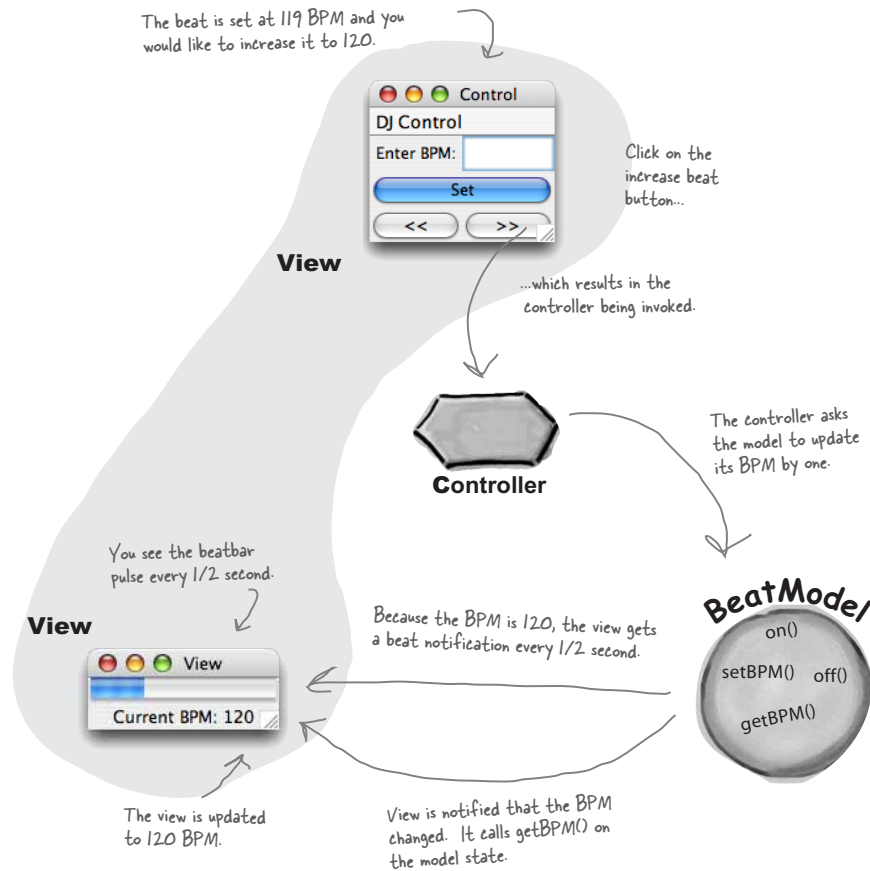 The beat is set at 119 BPM and you
would like to increase it to 120.
Control
DJ Control
Enter BPM:
Set
<< >>
Click on the
increase beat
button...
View
...which results in the
controller being invoked.
Controller
The controller asks
the model to update
its BPM by one.
You see the beatbar
pulse every 1/2 second.
View
View
Current BPM: 120
Because the BPM is 120, the view gets
a beat notification every 1/2 second.
BeatModel
on()
setBPM() off()
getBPM()
The view is updated
to 120 BPM.
View is notified that the BPM
changed. It calls getBPM() on
the model state.